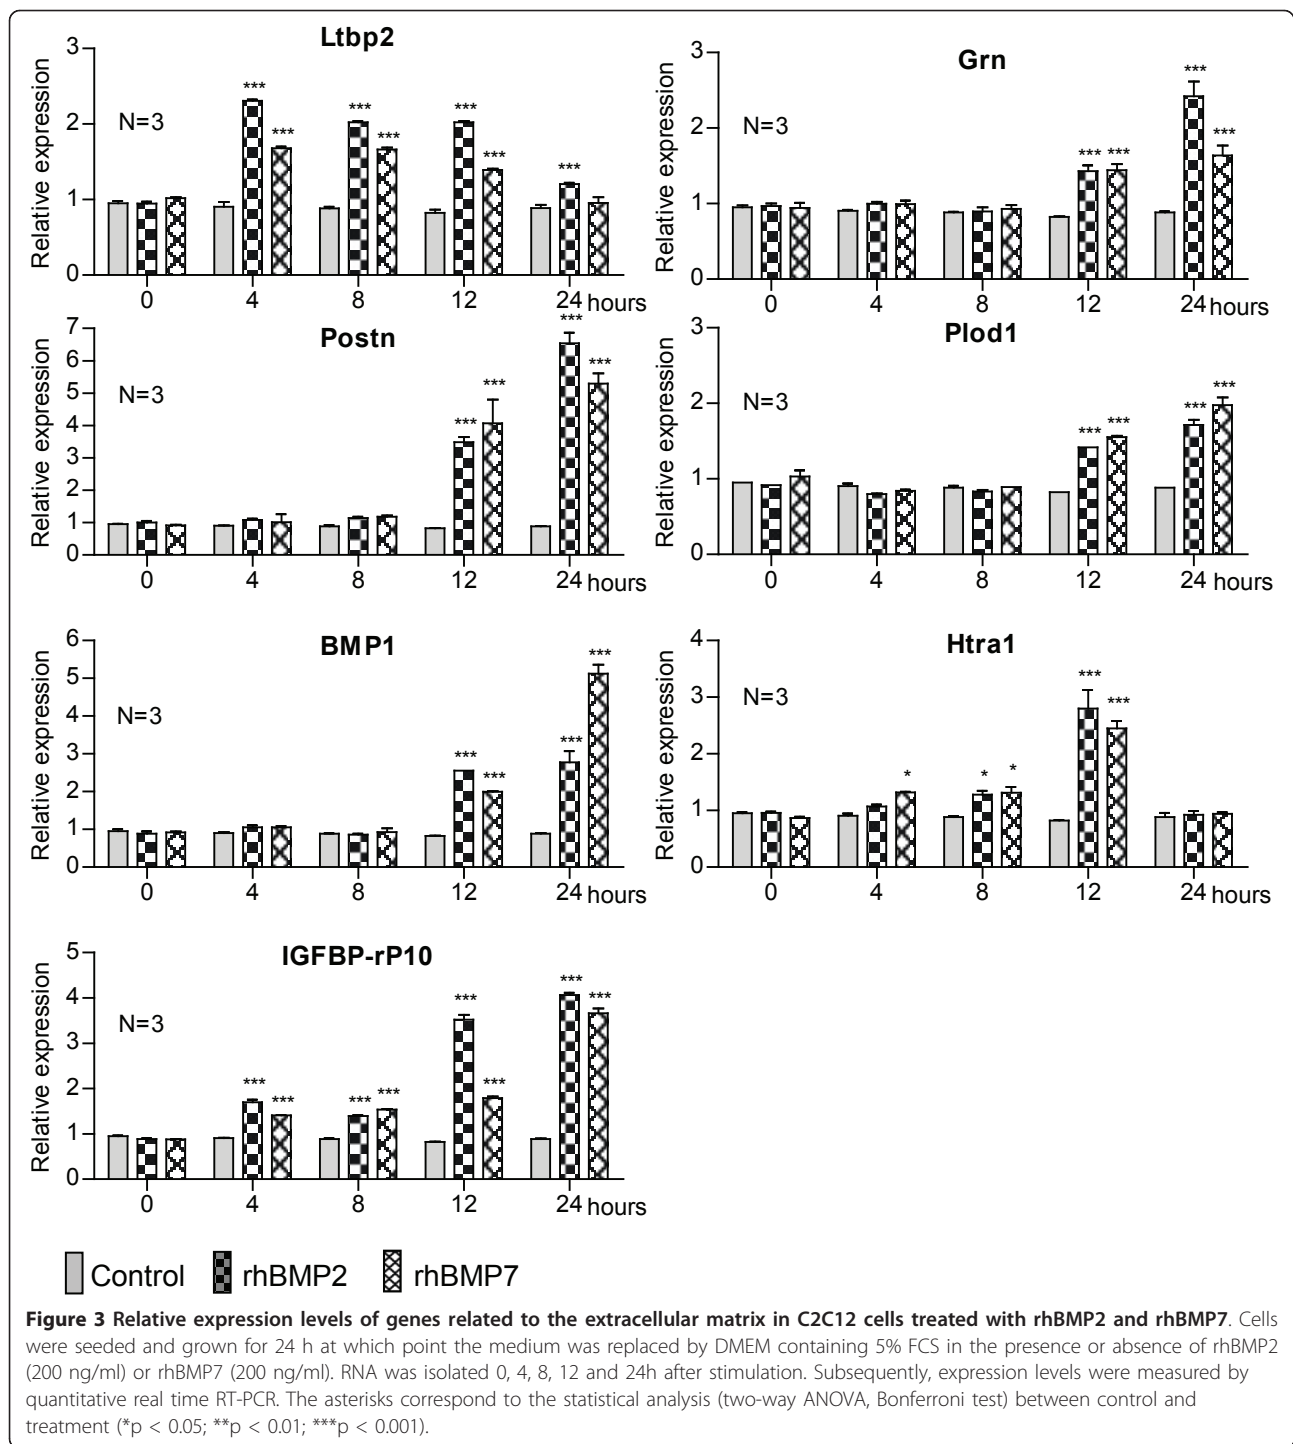 Ltbp2
3
2
1
0
Relative expression
N=3
***
***
***
***
***
***
***
0 4 8 12 24 hours
Grn
3
2
1
0
Relative expression
N=3
***
***
***
***
0 4 8 12 24 hours
Postn
7
6
5
4
3
2
1
0
Relative expression
N=3
***
***
***
***
0 4 8 12 24 hours
Plod1
3
2
1
0
Relative expression
N=3
***
***
***
***
0 4 8 12 24 hours
BMP1
6
5
4
3
2
1
0
Relative expression
N=3
***
***
***
***
0 4 8 12 24 hours
Htra1
4
3
2
1
0
Relative expression
N=3
*
*
*
***
***
0 4 8 12 24 hours
IGFBP-rP10
5
4
3
2
1
0
Relative expression
N=3
***
***
***
***
***
***
***
***
0 4 8 12 24 hours
Control rhBMP2 rhBMP7
Figure 3 Relative expression levels of genes related to the extracellular matrix in C2C12 cells treated with rhBMP2 and rhBMP7. Cells
were seeded and grown for 24 h at which point the medium was replaced by DMEM containing 5% FCS in the presence or absence of rhBMP2
(200 ng/ml) or rhBMP7 (200 ng/ml). RNA was isolated 0, 4, 8, 12 and 24h after stimulation. Subsequently, expression levels were measured by
quantitative real time RT-PCR. The asterisks correspond to the statistical analysis (two-way ANOVA, Bonferroni test) between control and
treatment (*p < 0.05; **p < 0.01; ***p < 0.001).